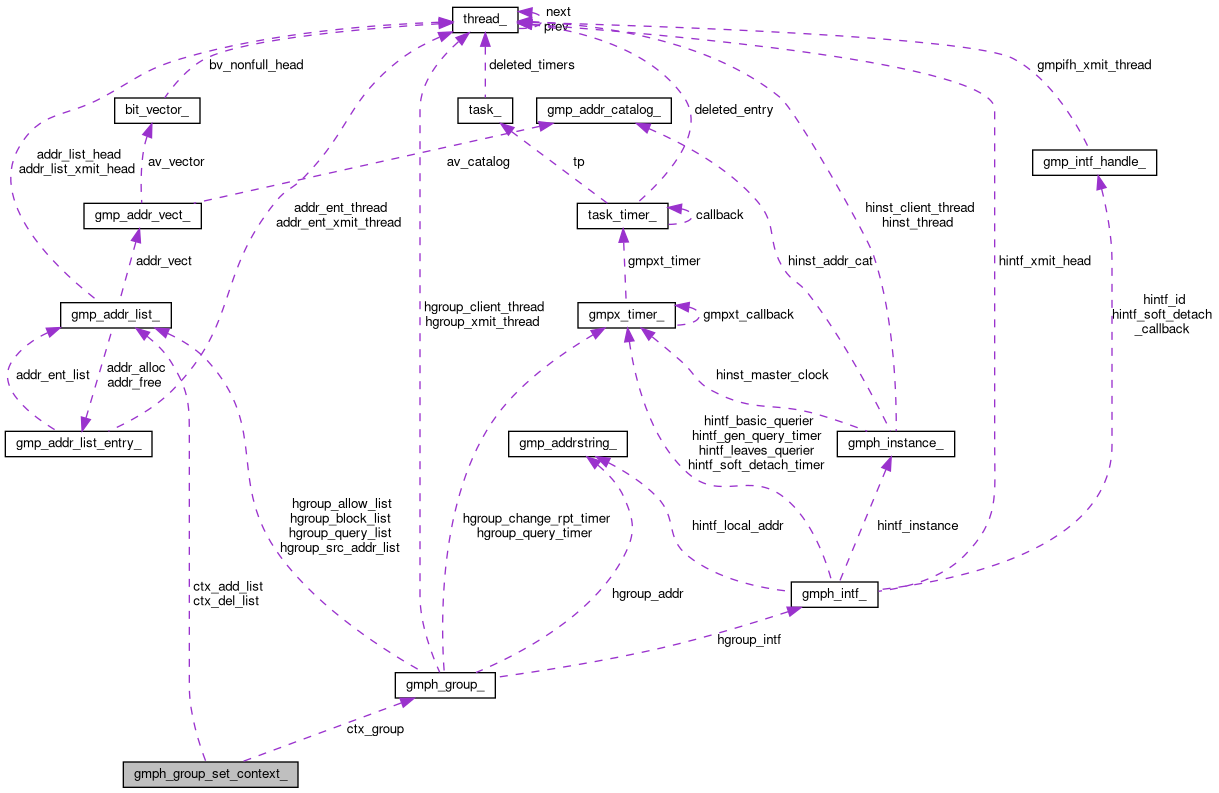 next
thread_
prev
bv_nonfull_head
deleted_timers
gmpifh_xmit_thread
bit_vector_
task_
gmp_addr_catalog_
deleted_entry
addr_list_head
addr_list_xmit_head
av_vector
av_catalog
tp
gmp_intf_handle_
gmp_addr_vect_
addr_ent_thread
addr_ent_xmit_thread
task_timer_
callback
hinst_client_thread
hinst_thread
addr_vect
gmpxt_timer
hinst_addr_cat
hintf_xmit_head
gmp_addr_list_
hgroup_client_thread
hgroup_xmit_thread
gmpx_timer_
gmpxt_callback
hintf_id
hintf_soft_detach
_callback
addr_ent_list
addr_alloc
addr_free
hinst_master_clock
gmp_addr_list_entry_
gmp_addrstring_
hintf_basic_querier
hintf_gen_query_timer
hintf_leaves_querier
hintf_soft_detach_timer
gmph_instance_
hgroup_allow_list
hgroup_block_list
hgroup_query_list
hgroup_src_addr_list
hgroup_change_rpt_timer
hgroup_query_timer
hintf_local_addr
hintf_instance
ctx_add_list
ctx_del_list
hgroup_addr
gmph_intf_
hgroup_intf
gmph_group_
ctx_group
gmph_group_set_context_